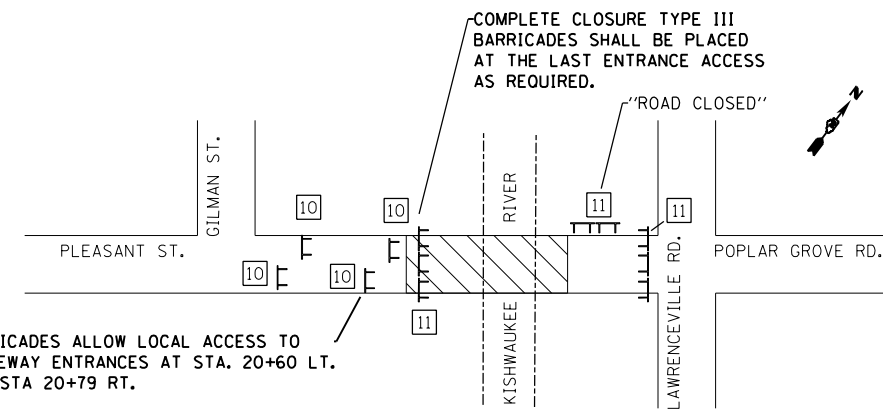 COMPLETE CLOSURE TYPE III
BARRICADES SHALL BE PLACED
AT THE LAST ENTRANCE ACCESS
AS REQUIRED.
"ROAD CLOSED"
N
GILMAN ST.
RIVER
10
10
11
11
PLEASANT ST.
LAWRENCEVILLE RD.
POPLAR GROVE RD.
10
10
11
KISHWAUKEE
ICADES ALLOW LOCAL ACCESS TO
EWAY ENTRANCES AT STA. 20+60 LT.
STA 20+79 RT.